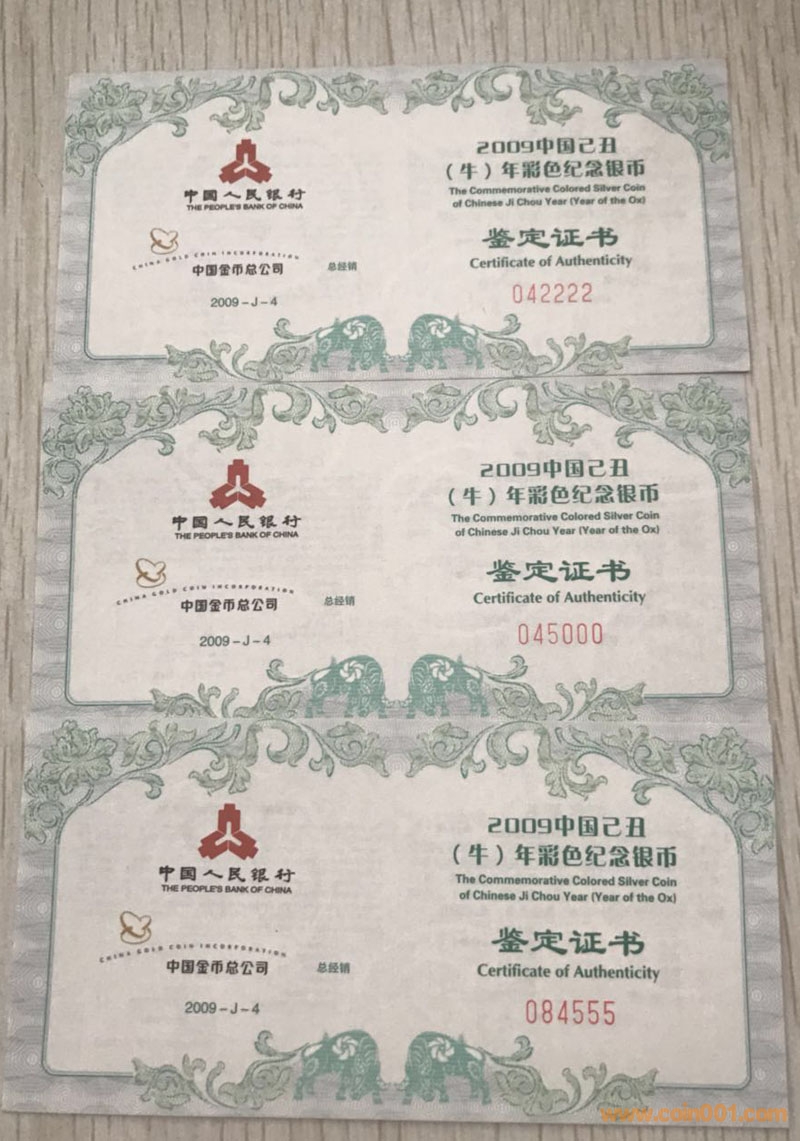 中国人民银行
THE PEOPLE'S BANK OF CHINA
CHINA GOLD COIN INCORPORATION
中国金币总公司
总经销
2009-J-4
2009中国己丑
（牛）年彩色纪念银币
The Commemorative Colored Silver Coin
of Chinese Ji Chou Year (Year of the Ox)
鉴定证书
Certificate of Authenticity
042222
中国人民银行
THE PEOPLE'S BANK OF CHINA
CHINA GOLD COIN INCORPORATION
中国金币总公司
总经销
2009-J-4
2009中国己丑
（牛）年彩色纪念银币
The Commemorative Colored Silver Coin
of Chinese Ji Chou Year (Year of the Ox)
鉴定证书
Certificate of Authenticity
045000
中国人民银行
THE PEOPLE'S BANK OF CHINA
CHINA GOLD COIN INCORPORATION
中国金币总公司
总经销
2009-J-4
2009中国己丑
（牛）年彩色纪念银币
The Commemorative Colored Silver Coin
of Chinese Ji Chou Year (Year of the Ox)
鉴定证书
Certificate of Authenticity
084555
www.coin001.com